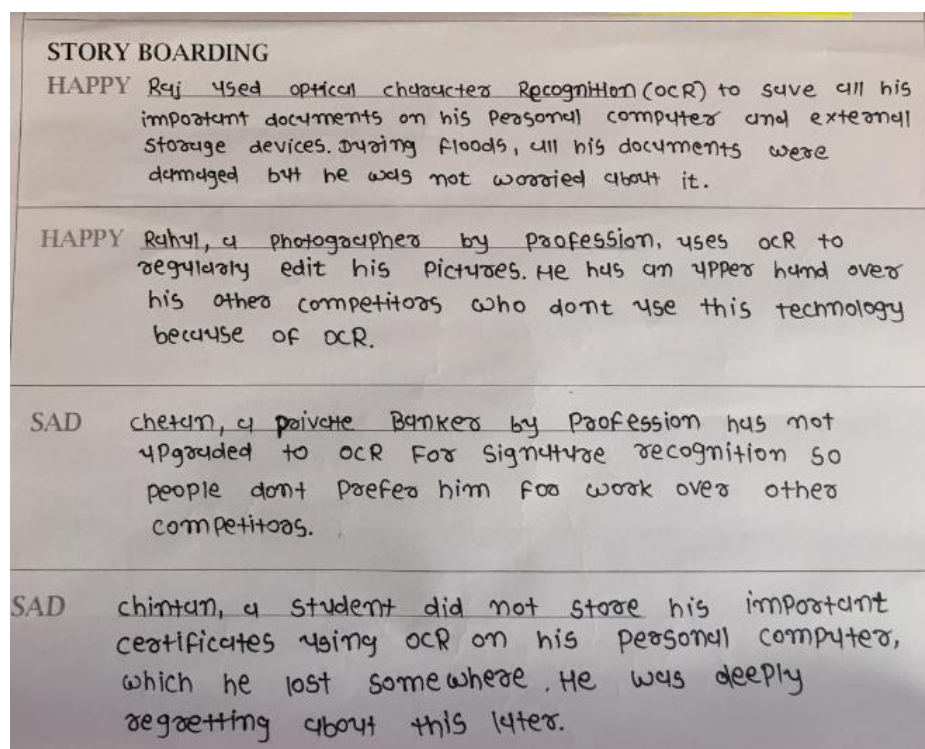 STORY BOARDING
HAPPY Raj used optical character Recognition (OCR) to save all his
important documents on his Personal computer and external
storage devices. During floods, all his documents were
damaged but he was not worried about it.
HAPPY Rahul, a photographer by profession, uses OCR to
regularly edit his pictures. He has an upper hand over
his other competitors who dont use this technology
because of OCR.
SAD chetan, a private Banker by Profession has not
upgraded to OCR For Signature recognition so
people dont Prefer him for work over other
competitors.
SAD chintan, a student did not store his important
certificates using OCR on his personal computer,
which he lost somewhere. He was deeply
regretting about this later.